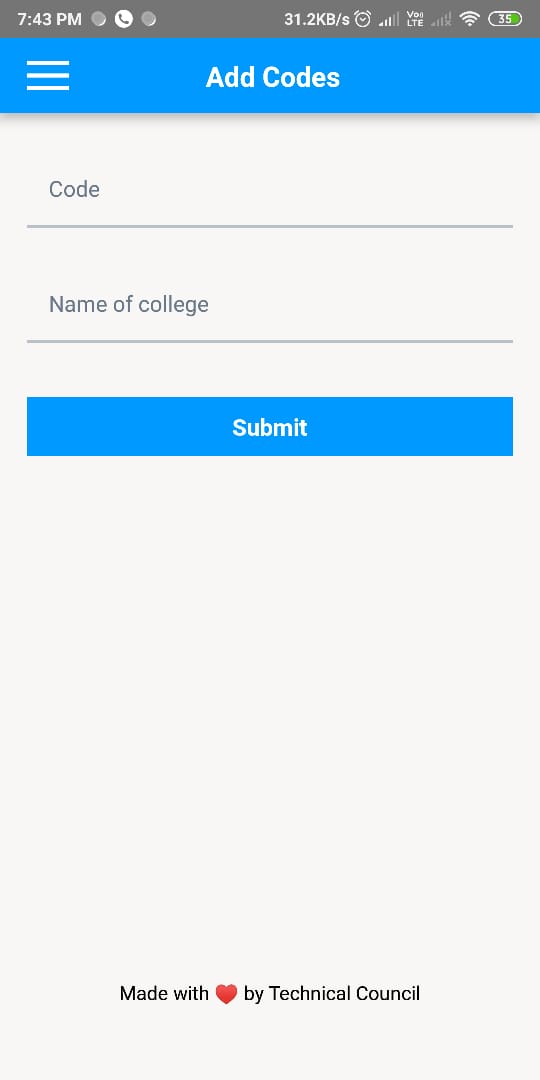 7:43 PM 31.2KB/s Vo LTE 35
Add Codes
Code
Name of college
Submit
Made with ❤️ by Technical Council